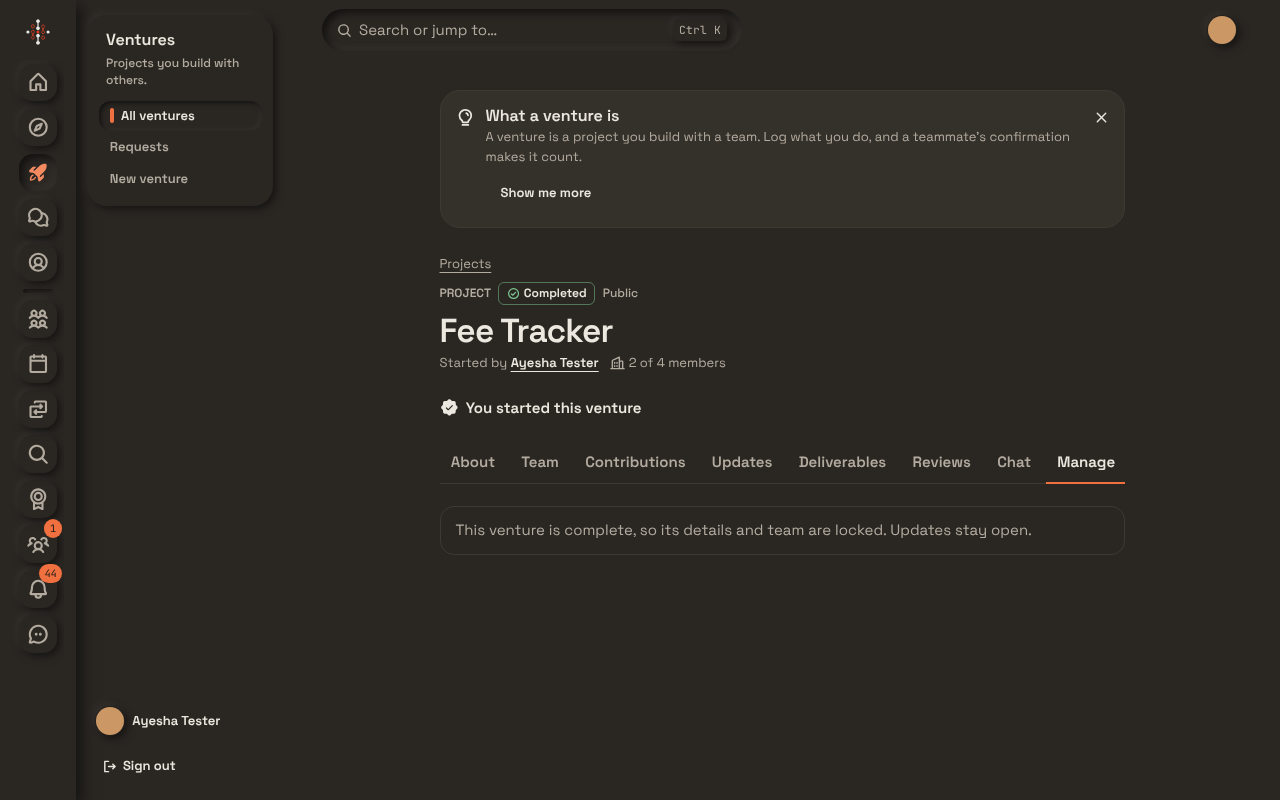 Ventures
Projects you build with
others.
All ventures
Requests
New venture
Search or jump to...
Ctrl K
What a venture is
A venture is a project you build with a team. Log what you do, and a teammate's confirmation
makes it count.
Show me more
Projects
PROJECT Completed Public
Fee Tracker
Started by Ayesha Tester 2 of 4 members
You started this venture
About Team Contributions Updates Deliverables Reviews Chat Manage
This venture is complete, so its details and team are locked. Updates stay open.
1
44
Ayesha Tester
Sign out